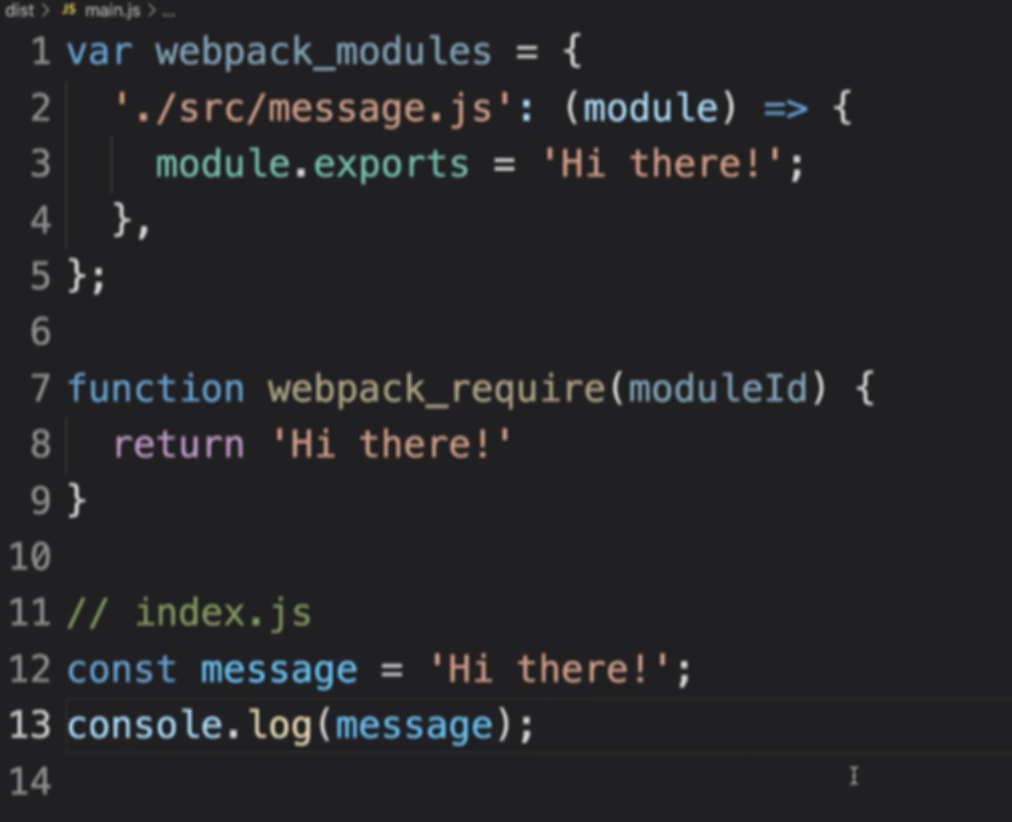 dist > JS main.js > ...
1 var webpack_modules = {
2   './src/message.js': (module) => {
3     module.exports = 'Hi there!';
4   },
5 };
6
7 function webpack_require(moduleId) {
8   return 'Hi there!'
9 }
10
11 // index.js
12 const message = 'Hi there!';
13 console.log(message);
14